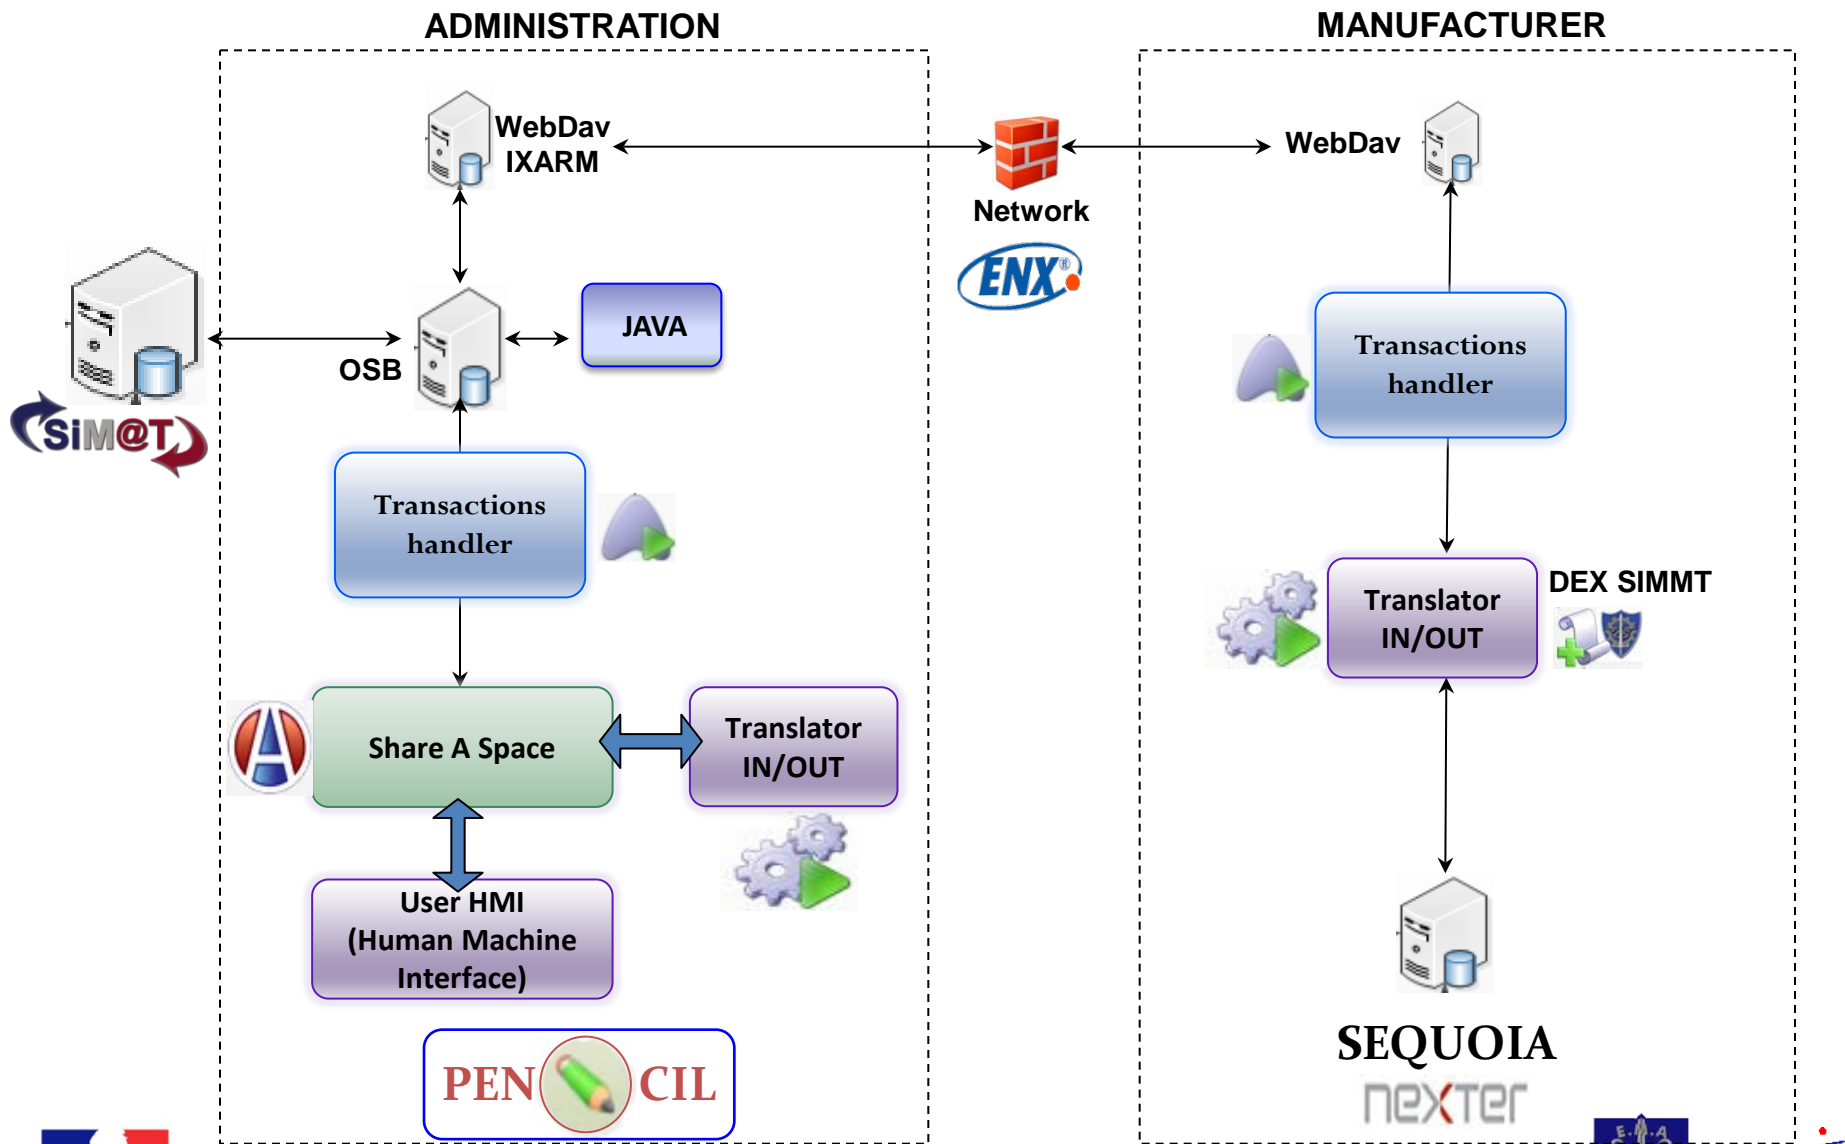 ADMINISTRATION
MANUFACTURER
WebDav
IXARM
WebDav
Network
ENX®
JAVA
OSB
SiM@T
Transactions
handler
Transactions
handler
DEX SIMMT
Translator
IN/OUT
Share A Space
Translator
IN/OUT
User HMI
(Human Machine
Interface)
SEQUOIA
nexter
PEN CIL
E.M.A